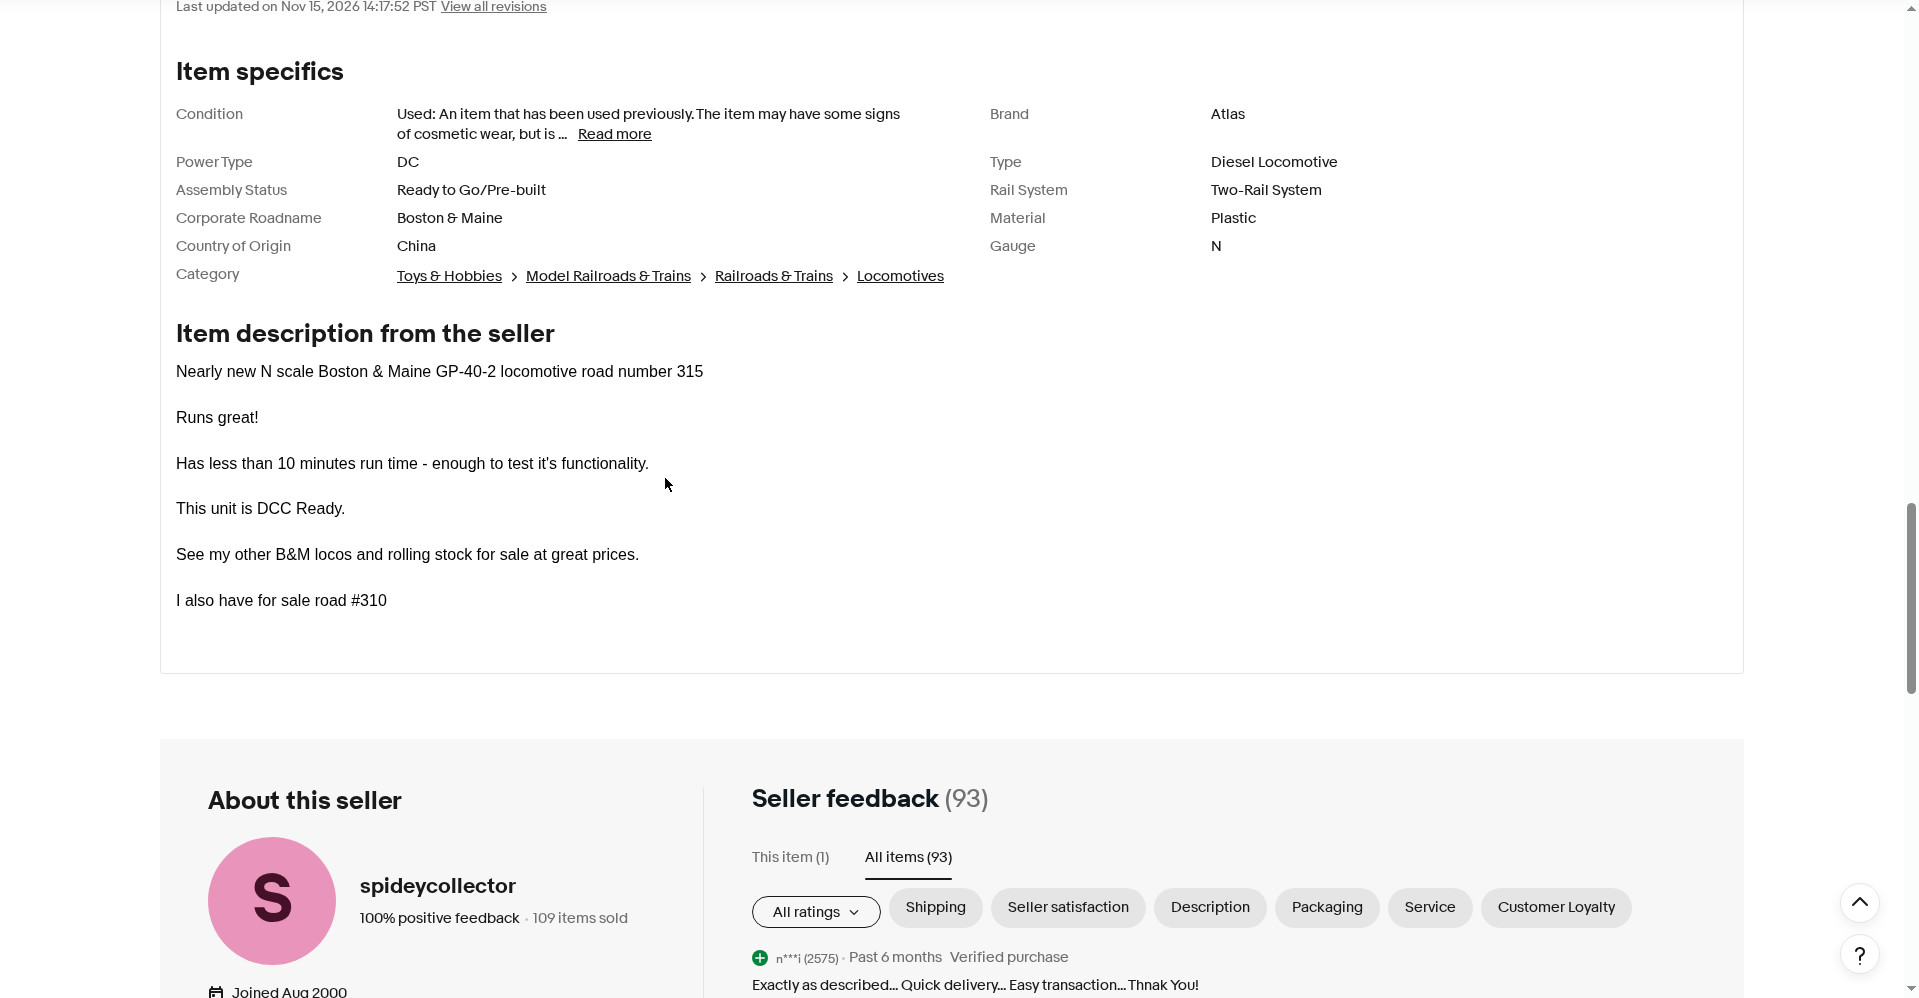 Last updated on Nov 15, 2026 14:17:52 PST View all revisions
Item specifics
Condition
Used: An item that has been used previously. The item may have some signs
of cosmetic wear, but is ... Read more
Brand
Atlas
Power Type
DC
Type
Diesel Locomotive
Assembly Status
Ready to Go/Pre-built
Rail System
Two-Rail System
Corporate Roadname
Boston & Maine
Material
Plastic
Country of Origin
China
Gauge
N
Category
Toys & Hobbies > Model Railroads & Trains > Railroads & Trains > Locomotives
Item description from the seller
Nearly new N scale Boston & Maine GP-40-2 locomotive road number 315
Runs great!
Has less than 10 minutes run time - enough to test it's functionality.
This unit is DCC Ready.
See my other B&M locos and rolling stock for sale at great prices.
I also have for sale road #310
About this seller
S
spideycollector
100% positive feedback · 109 items sold
Joined Aug 2000
Seller feedback (93)
This item (1)
All items (93)
All ratings
Shipping
Seller satisfaction
Description
Packaging
Service
Customer Loyalty
n***i (2575) · Past 6 months Verified purchase
Exactly as described... Quick delivery... Easy transaction... Thnak You!
?